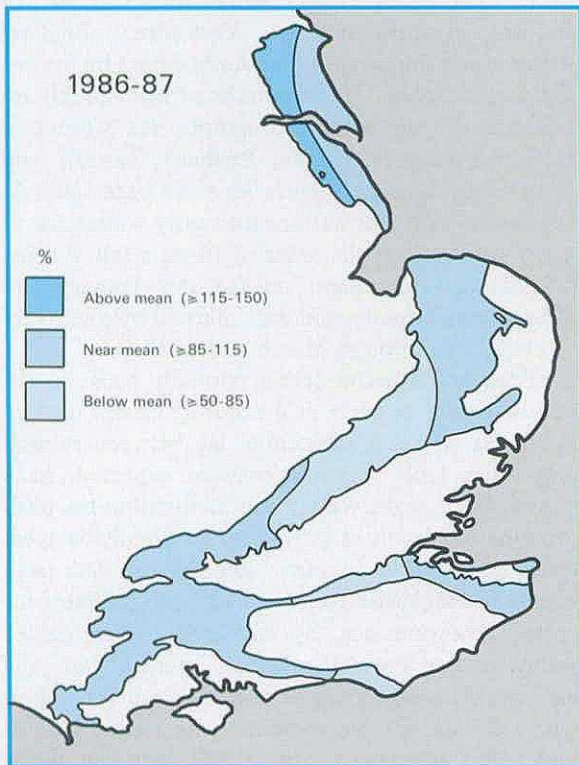 1986-87
%
Above mean (≥115-150)
Near mean (≥85-115)
Below mean (≥50-85)